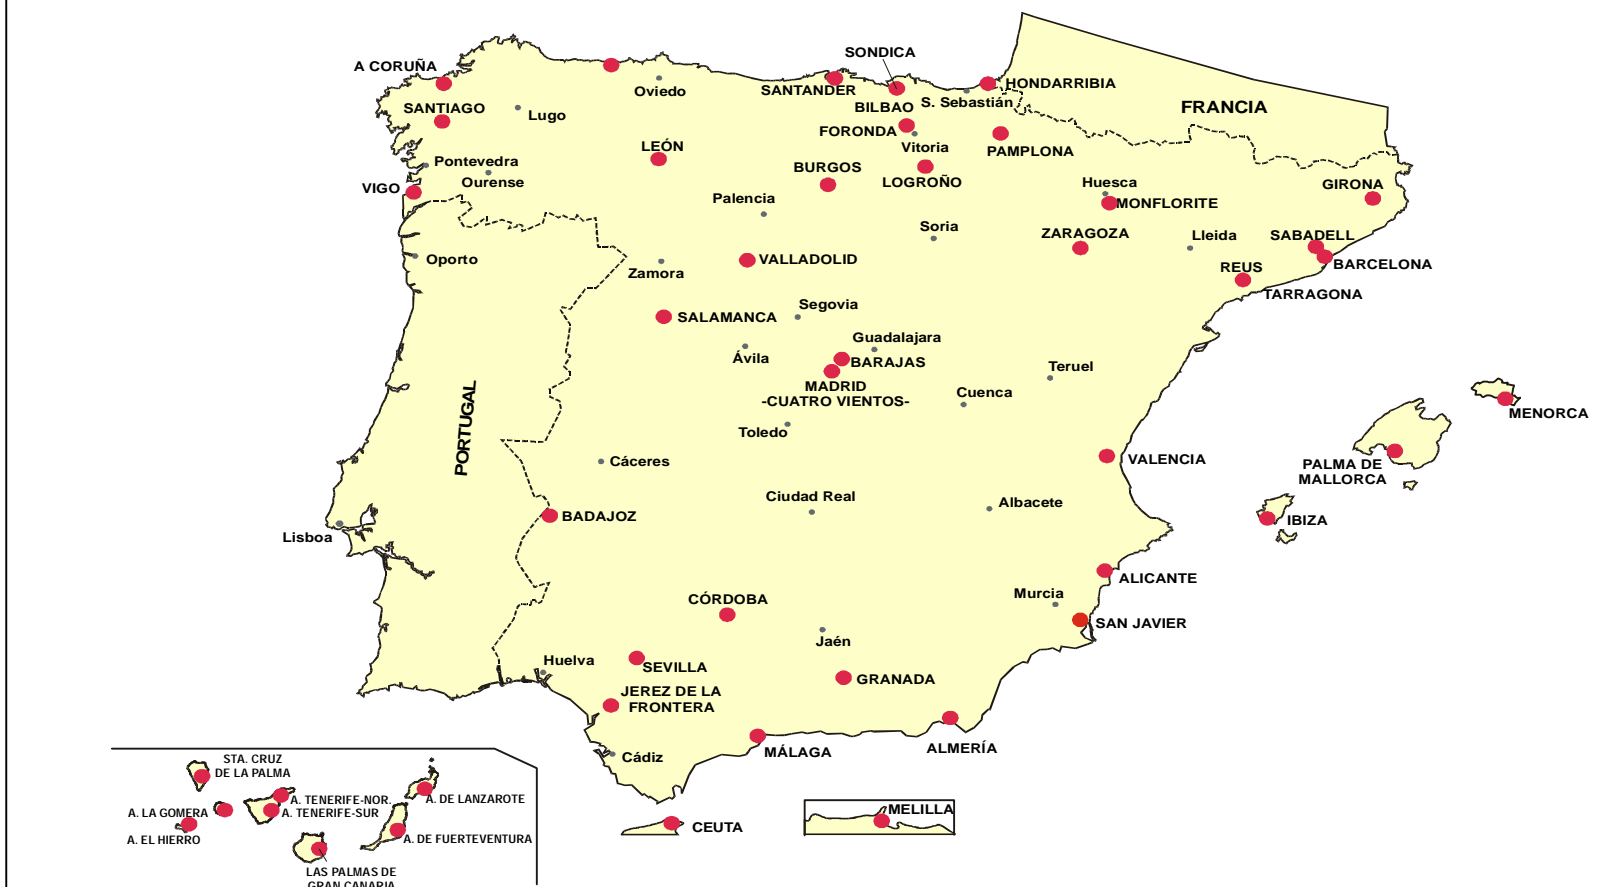 SONDICA
A CORUÑA
SANTANDER
HONDARRIBIA
Oviedo
BILBAO
S. Sebastián
FRANCIA
SANTIAGO
Lugo
FORONDA
Vitoria
PAMPLONA
LEÓN
Pontevedra
BURGOS
LOGROÑO
Huesca
GIRONA
VIGO
Ourense
Palencia
MONFLORITE
Soria
ZARAGOZA
Lleida
SABADELL
Oporto
Zamora
VALLADOLID
REUS
BARCELONA
TARRAGONA
Segovia
SALAMANCA
Guadalajara
Ávila
BARAJAS
Teruel
MADRID
-CUATRO VIENTOS-
Cuenca
PORTUGAL
MENORCA
Toledo
Cáceres
VALENCIA
PALMA DE
MALLORCA
Ciudad Real
Albacete
BADAJOZ
IBIZA
Lisboa
ALICANTE
Murcia
CÓRDOBA
SAN JAVIER
Jaén
Huelva
SEVILLA
GRANADA
JEREZ DE LA
FRONTERA
ALMERÍA
MÁLAGA
Cádiz
STA. CRUZ
DE LA PALMA
A. TENERIFE-NOR.
A. DE LANZAROTE
A. LA GOMERA
A. TENERIFE-SUR
MELILLA
CEUTA
A. EL HIERRO
A. DE FUERTEVENTURA
LAS PALMAS DE
GRAN CANARIA